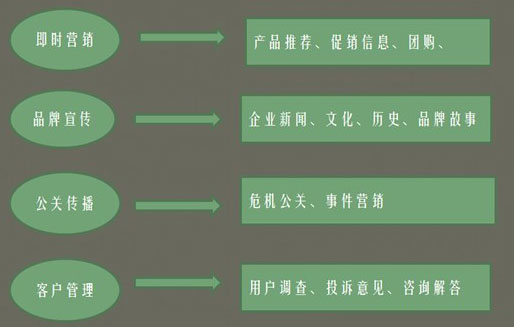 即时营销
产品推荐、促销信息、团购、
品牌宣传
企业新闻、文化、历史、品牌故事
公关传播
危机公关、事件营销
客户管理
用户调查、投诉意见、咨询解答